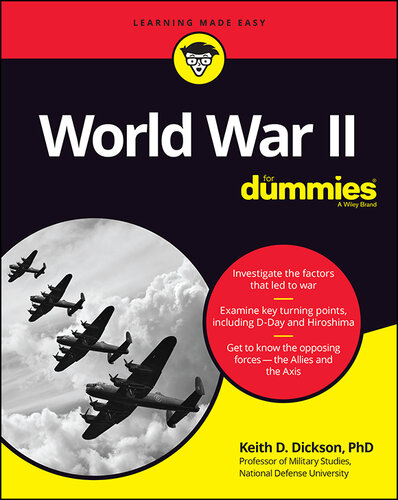 LEARNING MADE EASY
World War II
for
dummies®
A Wiley Brand
Investigate the factors
that led to war
Examine key turning points,
including D-Day and Hiroshima
Get to know the opposing
forces — the Allies and
the Axis
Keith D. Dickson, PhD
Professor of Military Studies,
National Defense University